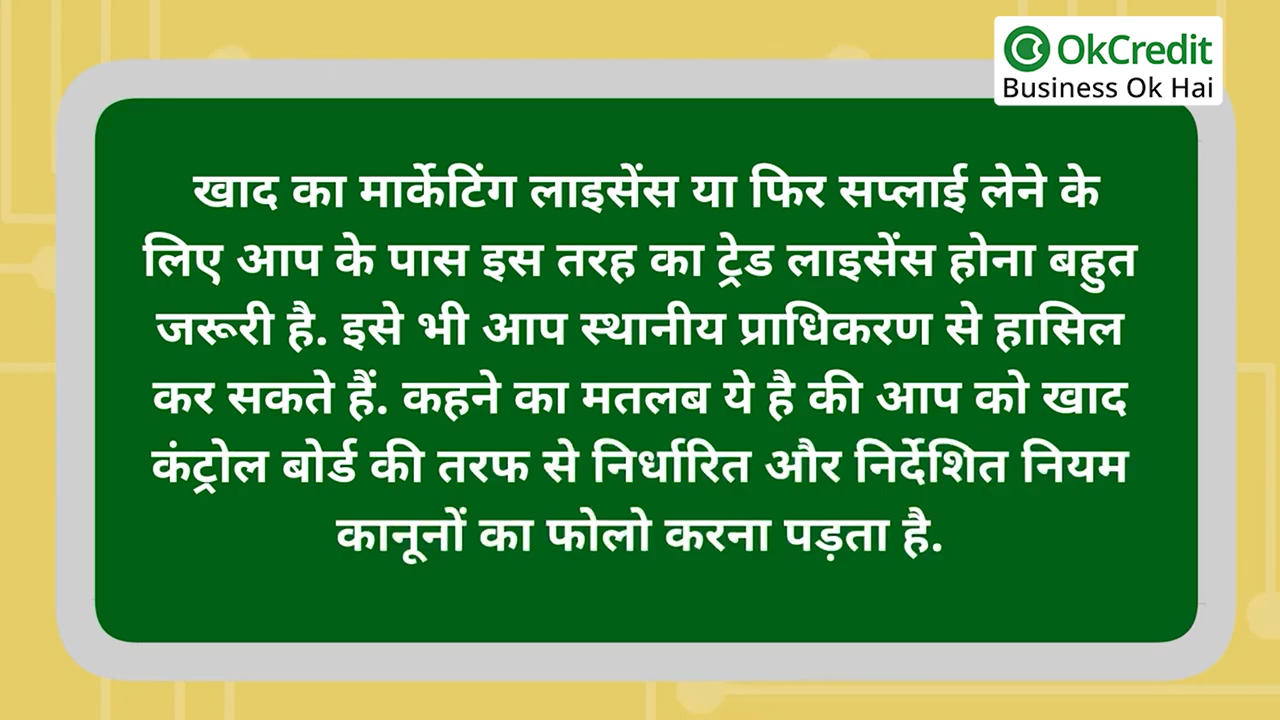 OkCredit
Business Ok Hai
खाद का मार्केटिंग लाइसेंस या फिर सप्लाई लेने के
लिए आप के पास इस तरह का ट्रेड लाइसेंस होना बहुत
जरूरी है. इसे भी आप स्थानीय प्राधिकरण से हासिल
कर सकते हैं. कहने का मतलब ये है की आप को खाद
कंट्रोल बोर्ड की तरफ से निर्धारित और निर्देशित नियम
कानूनों का फोलो करना पड़ता है.